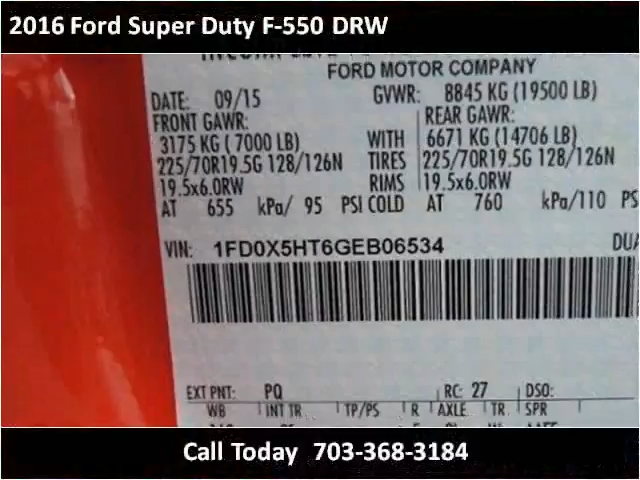 2016 Ford Super Duty F-550 DRW
FORD MOTOR COMPANY
DATE: 09/15 GVWR: 8845 KG (19500 LB)
FRONT GAWR: REAR GAWR:
3175 KG ( 7000 LB) WITH 6671 KG (14706 LB)
225/70R19.5G 128/126N TIRES 225/70R19.5G 128/126N
19.5x6.0RW RIMS 19.5x6.0RW
AT 655 kPa/ 95 PSI COLD AT 760 kPa/110 PS
VIN: 1FD0X5HT6GEB06534 DUA
EXT PNT: PQ RC: 27 DSO:
WB INT TR TP/PS R AXLE TR SPR
Call Today 703-368-3184